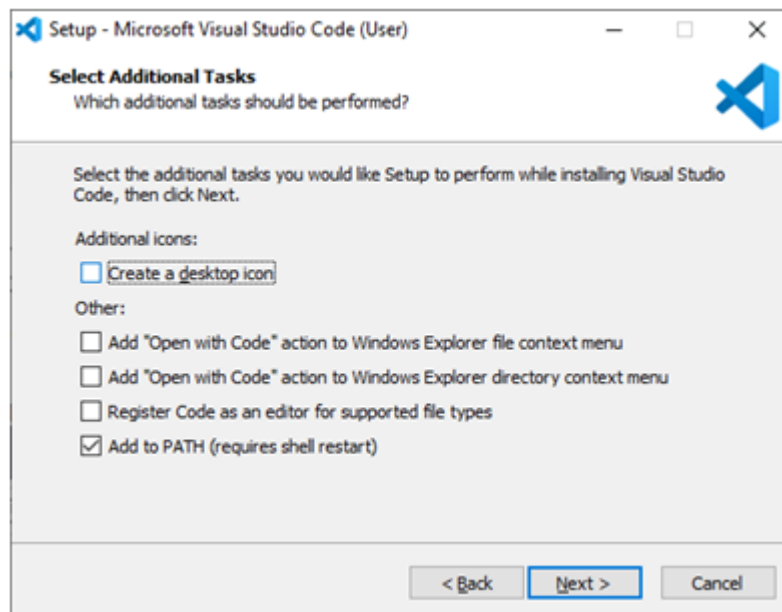 Setup - Microsoft Visual Studio Code (User)
Select Additional Tasks
Which additional tasks should be performed?
Select the additional tasks you would like Setup to perform while installing Visual Studio
Code, then click Next.
Additional icons:
Create a desktop icon
Other:
Add "Open with Code" action to Windows Explorer file context menu
Add "Open with Code" action to Windows Explorer directory context menu
Register Code as an editor for supported file types
Add to PATH (requires shell restart)
< Back Next > Cancel